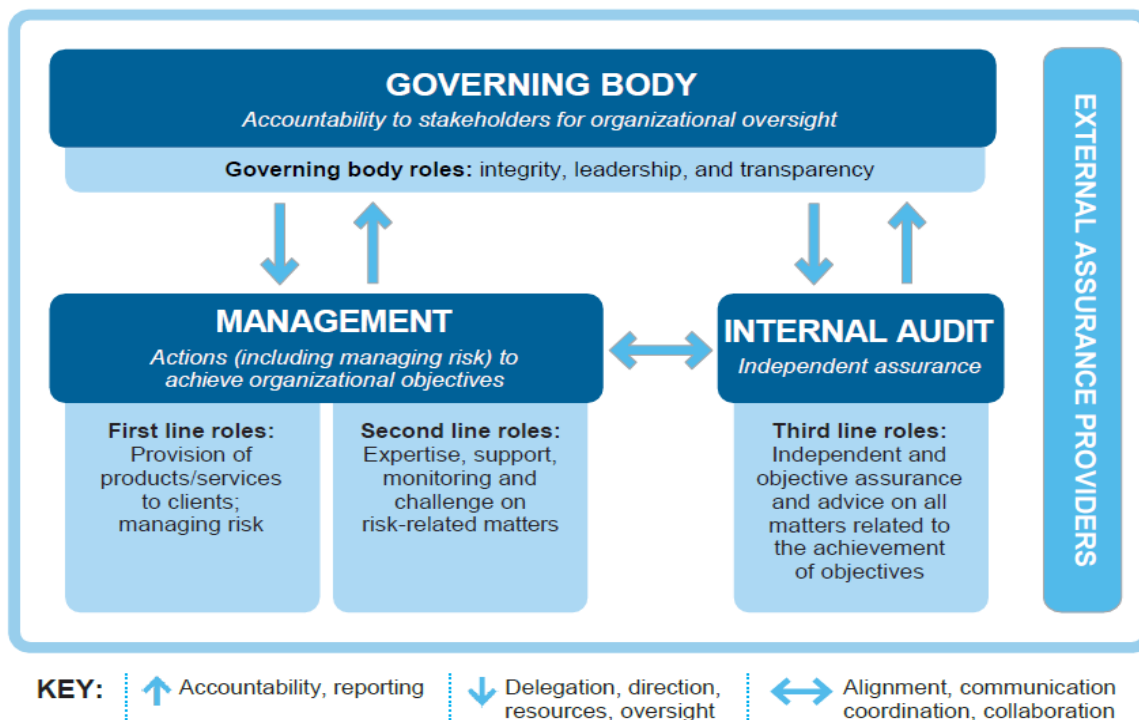 GOVERNING BODY
Accountability to stakeholders for organizational oversight
Governing body roles: integrity, leadership, and transparency
MANAGEMENT
Actions (including managing risk) to
achieve organizational objectives
First line roles:
Provision of
products/services
to clients;
managing risk
Second line roles:
Expertise, support,
monitoring and
challenge on
risk-related matters
INTERNAL AUDIT
Independent assurance
Third line roles:
Independent and
objective assurance
and advice on all
matters related to
the achievement
of objectives
EXTERNAL ASSURANCE PROVIDERS
KEY:
Accountability, reporting
Delegation, direction,
resources, oversight
Alignment, communication
coordination, collaboration